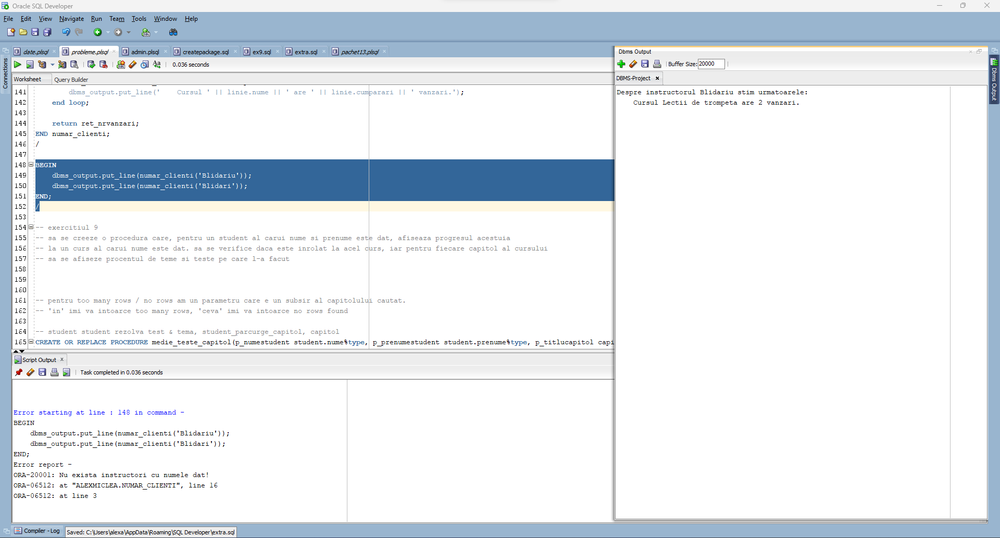 Oracle SQL Developer
File Edit View Navigate Run Team Tools Window Help
Connections
date.plsql
probleme.plsql
admin.plsql
createpackage.sql
ex9.sql
extra.sql
pachet13.plsql
0.036 seconds
Worksheet Query Builder
141 dbms_output.put_line('    Cursul ' || linie.nume || ' are ' || linie.cumparari || ' vanzari.');
142 end loop;
143
144 return ret_nrvanzari;
145 END numar_clienti;
146 /
147
148 BEGIN
149 dbms_output.put_line(numar_clienti('Blidariu'));
150 dbms_output.put_line(numar_clienti('Blidari'));
151 END;
152 /
153
154 -- exercitiul 9
155 -- sa se creeze o procedura care, pentru un student al carui nume si prenume este dat, afiseaza progresul acestuia
156 -- la un curs al carui nume este dat. sa se verifice daca este inrolat la acel curs, iar pentru fiecare capitol al cursului
157 -- sa se afiseze procentul de teme si teste pe care l-a facut
158
159
160
161 -- pentru too many rows / no rows am un parametru care e un subsir al capitolului cautat.
162 -- 'in' imi va intoarce too many rows, 'ceva' imi va intoarce no rows found
163
164 -- student student rezolva test & tema, student_parcurge_capitol, capitol
165 CREATE OR REPLACE PROCEDURE medie_teste_capitol(p_numestudent student.nume%type, p_prenumestudent student.prenume%type, p_titlucapitol capi
Script Output
Task completed in 0.036 seconds
Error starting at line : 148 in command -
BEGIN
dbms_output.put_line(numar_clienti('Blidariu'));
dbms_output.put_line(numar_clienti('Blidari'));
END;
Error report -
ORA-20001: Nu exista instructori cu numele dat!
ORA-06512: at "ALEXMICLEA.NUMAR_CLIENTI", line 16
ORA-06512: at line 3
Dbms Output
Buffer Size: 20000
DBMS-Project
Despre instructorul Blidariu stim urmatoarele:
Cursul Lectii de trompeta are 2 vanzari.
Dbms Output
Compiler - Log
Saved: C:\Users\alexa\AppData\Roaming\SQL Developer\extra.sql